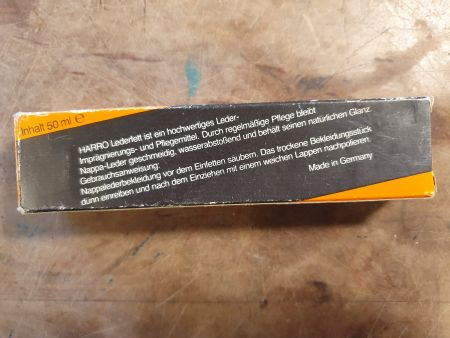 Inhalt 50 ml ℮
HARRO Lederfett ist ein hochwertiges Leder-
Imprägnierungs- und Pflegemittel. Durch regelmäßige Pflege bleibt
Nappa-Leder geschmeidig, wasserabstoßend und behält seinen natürlichen Glanz.
Gebrauchsanweisung:
Nappalederbekleidung vor dem Einfetten säubern. Das trockene Bekleidungsstück
dünn einreiben und nach dem Einziehen mit einem weichen Lappen nachpolieren.
Made in Germany